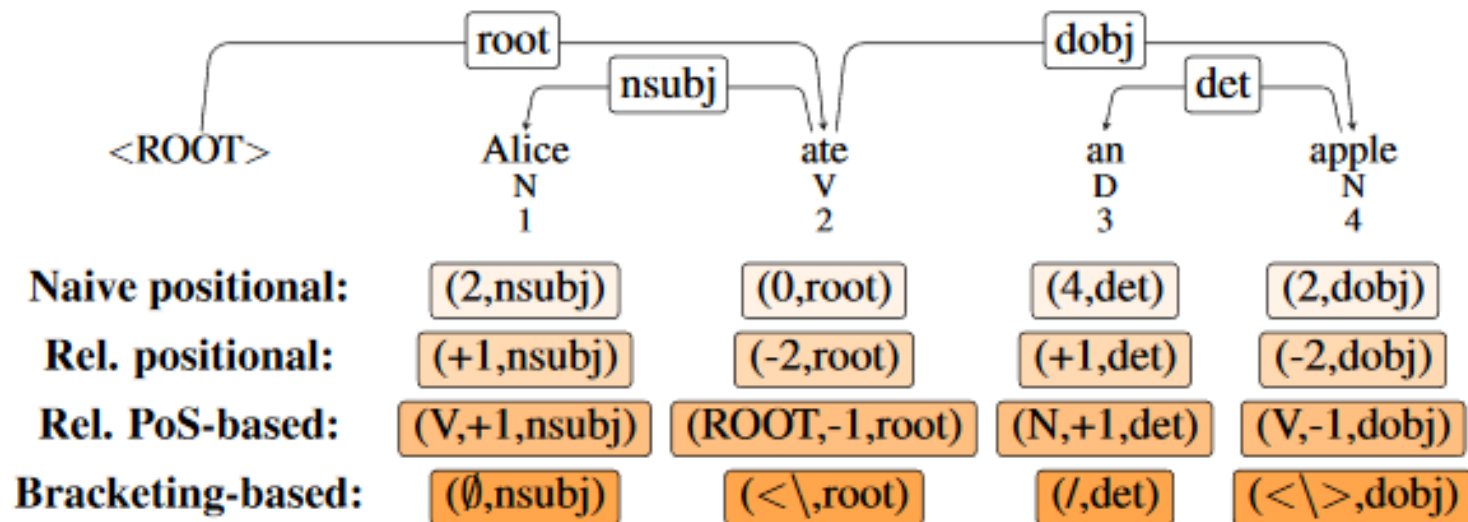 root dobj
nsubj det
<ROOT> Alice ate an apple
N V D N
1 2 3 4
Naive positional: (2,nsubj) (0,root) (4,det) (2,dobj)
Rel. positional: (+1,nsubj) (-2,root) (+1,det) (-2,dobj)
Rel. PoS-based: (V,+1,nsubj) (ROOT,-1,root) (N,+1,det) (V,-1,dobj)
Bracketing-based: (∅,nsubj) (<\,root) (/,det) (<\>,dobj)